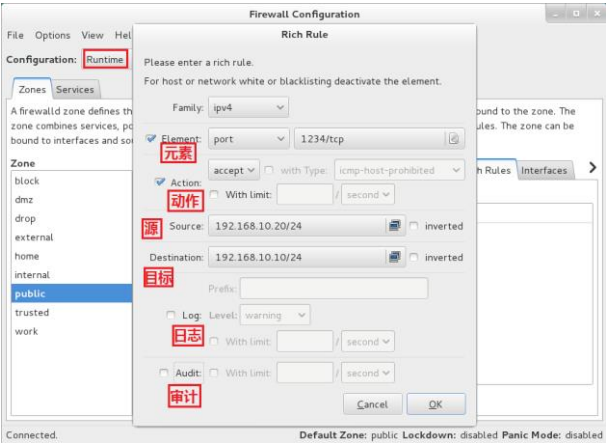 Firewall Configuration
File Options View Hel
Rich Rule
Configuration: Runtime
Please enter a rich rule.
For host or network white or blacklisting deactivate the element.
Zones Services
A firewalld zone defines th
zone combines services, po
bound to interfaces and so
ound to the zone. The
ules. The zone can be
Family: ipv4
Element: port 1234/tcp
元素
Zone
h Rules Interfaces
block
dmz
drop
external
home
internal
public
trusted
work
accept with Type: icmp-host-prohibited
Action:
动作
With limit: / second
源
Source: 192.168.10.20/24 inverted
Destination: 192.168.10.10/24 inverted
目标
Prefix:
Log: Level: warning
日志
With limit: / second
Audit: With limit: / second
审计
Cancel OK
Connected.
Default Zone: public Lockdown: disabled Panic Mode: disabled